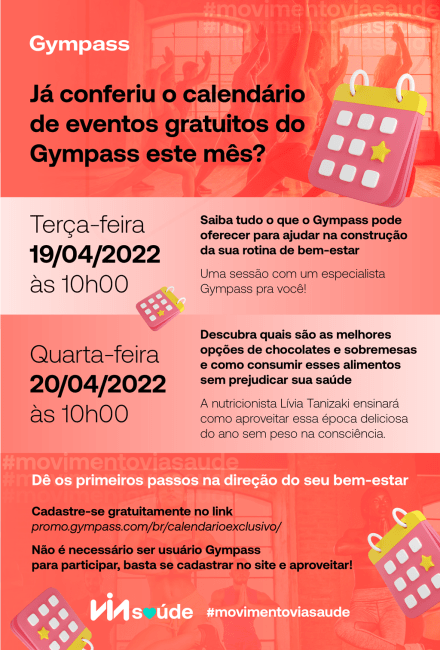 #movimentoviasaude
Gympass
Já conferiu o calendário
de eventos gratuitos do
Gympass este mês?
Terça-feira
19/04/2022
às 10h00
Saiba tudo o que o Gympass pode
oferecer para ajudar na construção
da sua rotina de bem-estar
Uma sessão com um especialista
Gympass pra você!
Quarta-feira
20/04/2022
às 10h00
Descubra quais são as melhores
opções de chocolates e sobremesas
e como consumir esses alimentos
sem prejudicar sua saúde
A nutricionista Lívia Tanizaki ensinará
como aproveitar essa época deliciosa
do ano sem peso na consciência.
#movimentoviasaude
Dê os primeiros passos na direção do seu bem-estar
Cadastre-se gratuitamente no link
promo.gympass.com/br/calendarioexclusivo/
Não é necessário ser usuário Gympass
para participar, basta se cadastrar no site e aproveitar!
via saúde #movimentoviasaude